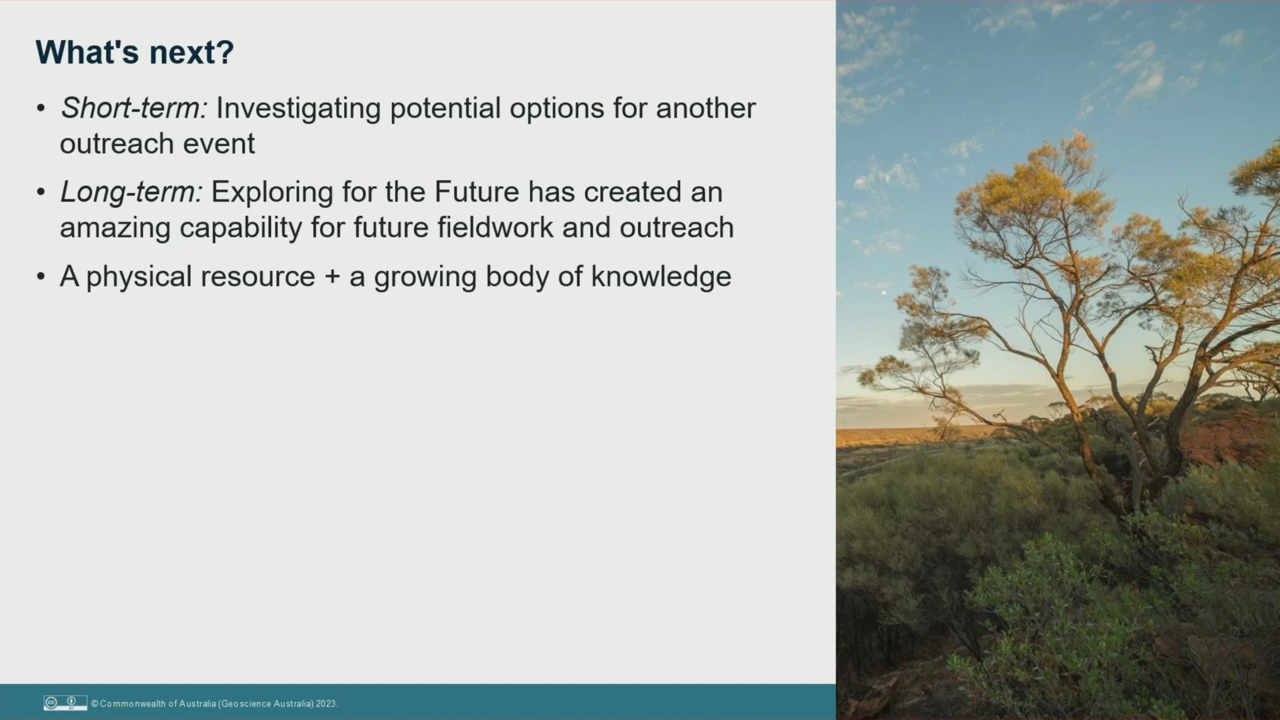 What's next?
• Short-term: Investigating potential options for another
outreach event
• Long-term: Exploring for the Future has created an
amazing capability for future fieldwork and outreach
• A physical resource + a growing body of knowledge
© Commonwealth of Australia (Geoscience Australia) 2023.